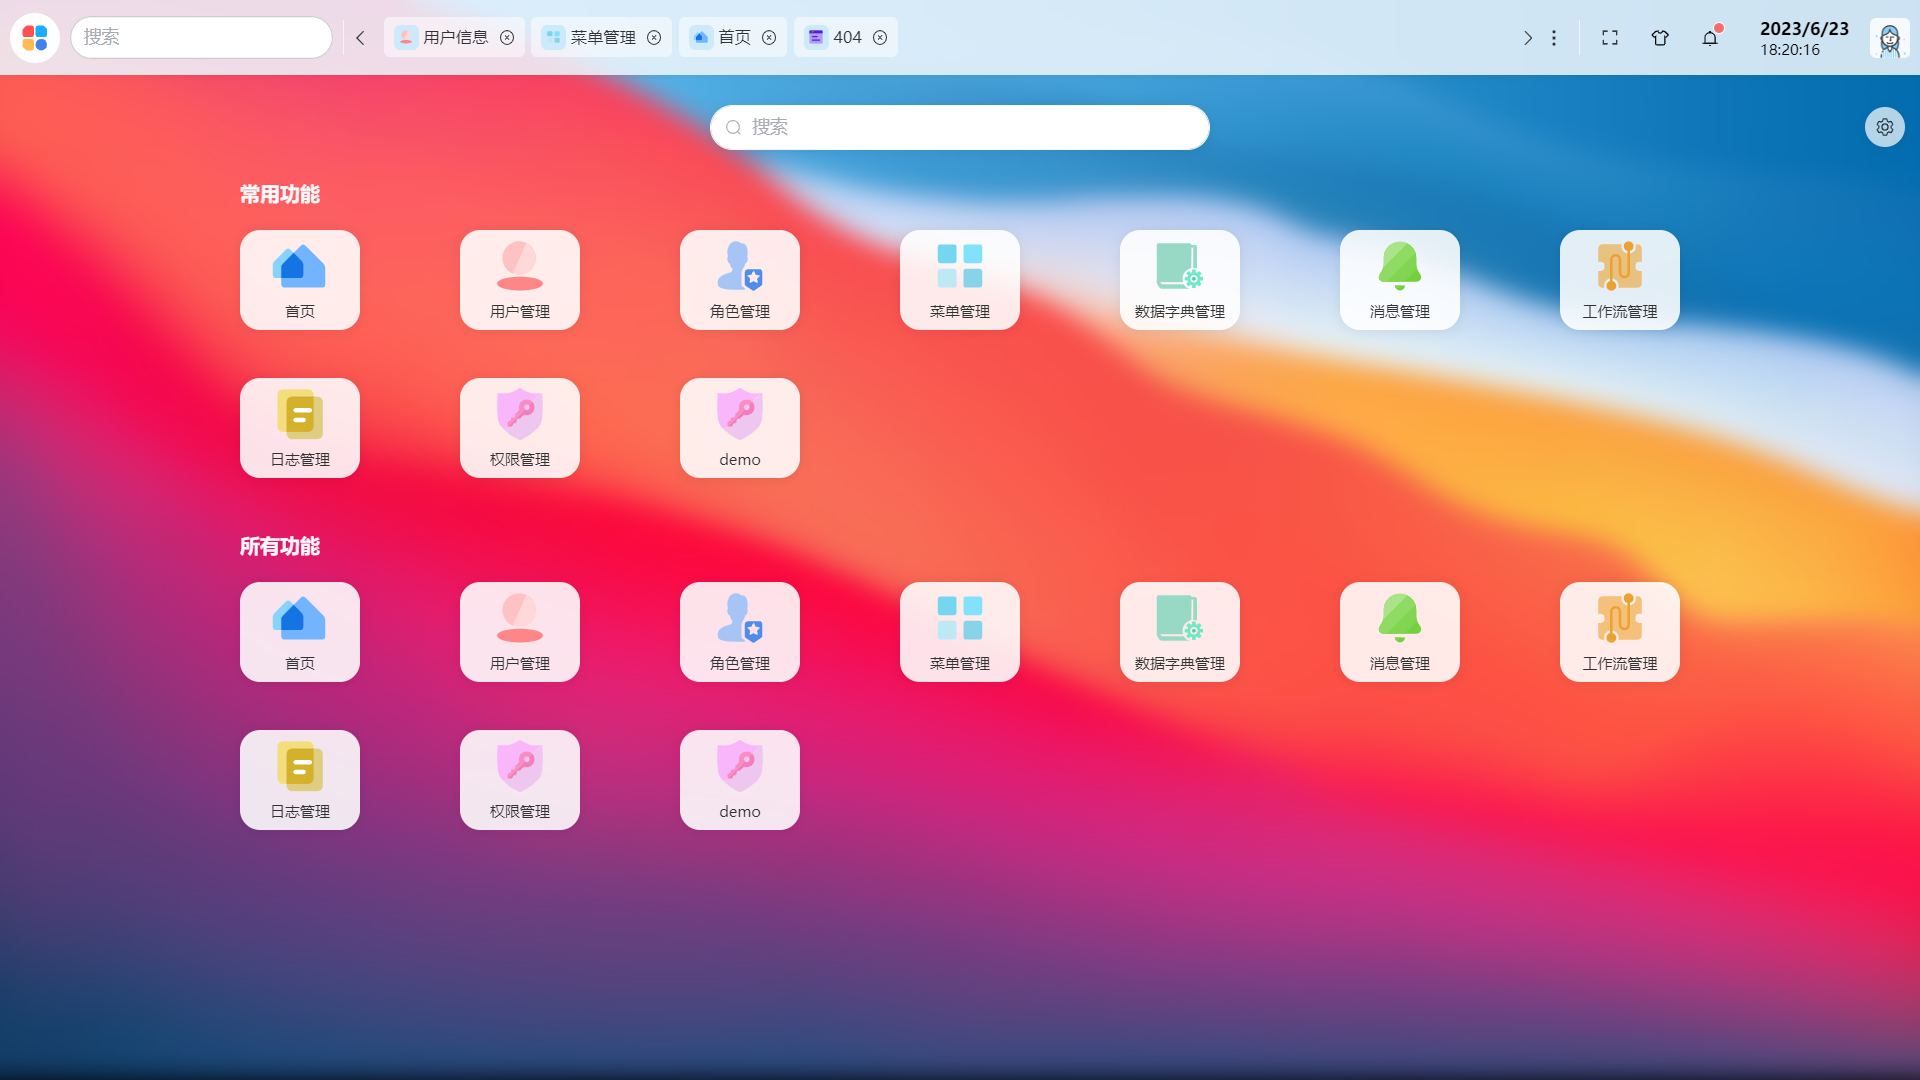 搜索
用户信息
菜单管理
首页
404
2023/6/23
18:20:16
搜索
常用功能
首页
用户管理
角色管理
菜单管理
数据字典管理
消息管理
工作流管理
日志管理
权限管理
demo
所有功能
首页
用户管理
角色管理
菜单管理
数据字典管理
消息管理
工作流管理
日志管理
权限管理
demo